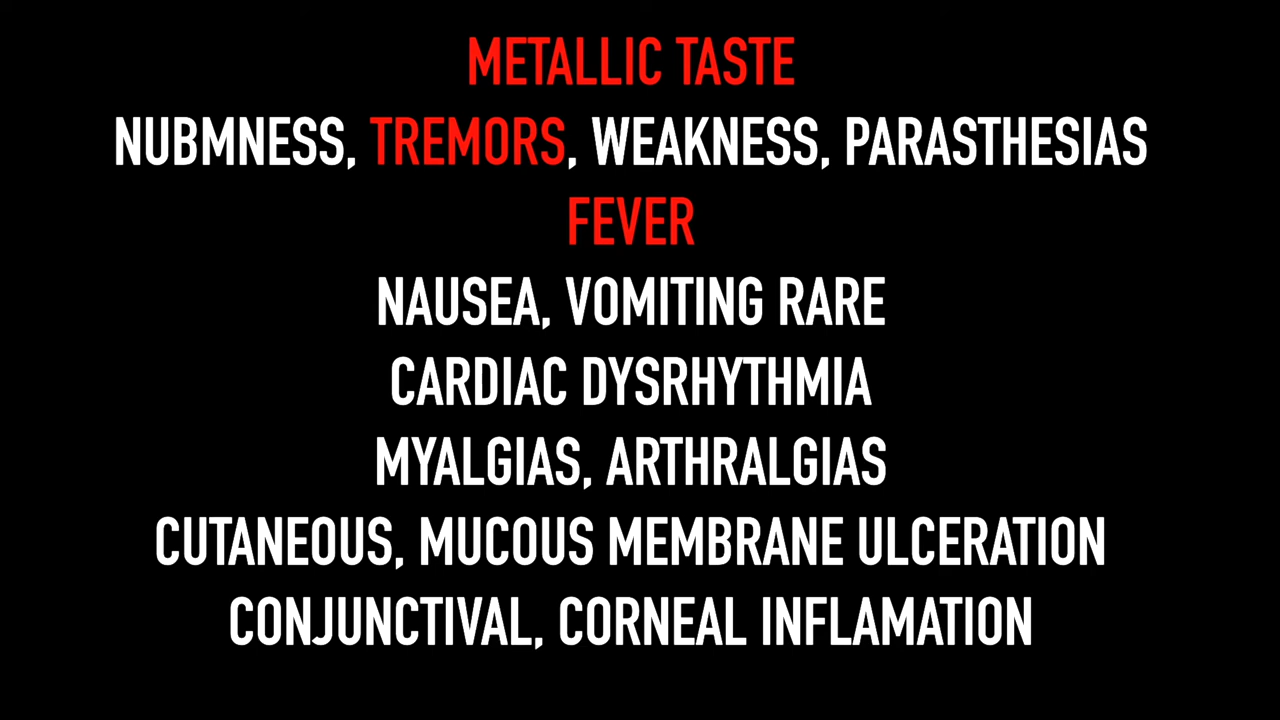 METALLIC TASTE
NUBMNESS, TREMORS, WEAKNESS, PARASTHESIAS
FEVER
NAUSEA, VOMITING RARE
CARDIAC DYSRHYTHMIA
MYALGIAS, ARTHRALGIAS
CUTANEOUS, MUCOUS MEMBRANE ULCERATION
CONJUNCTIVAL, CORNEAL INFLAMATION